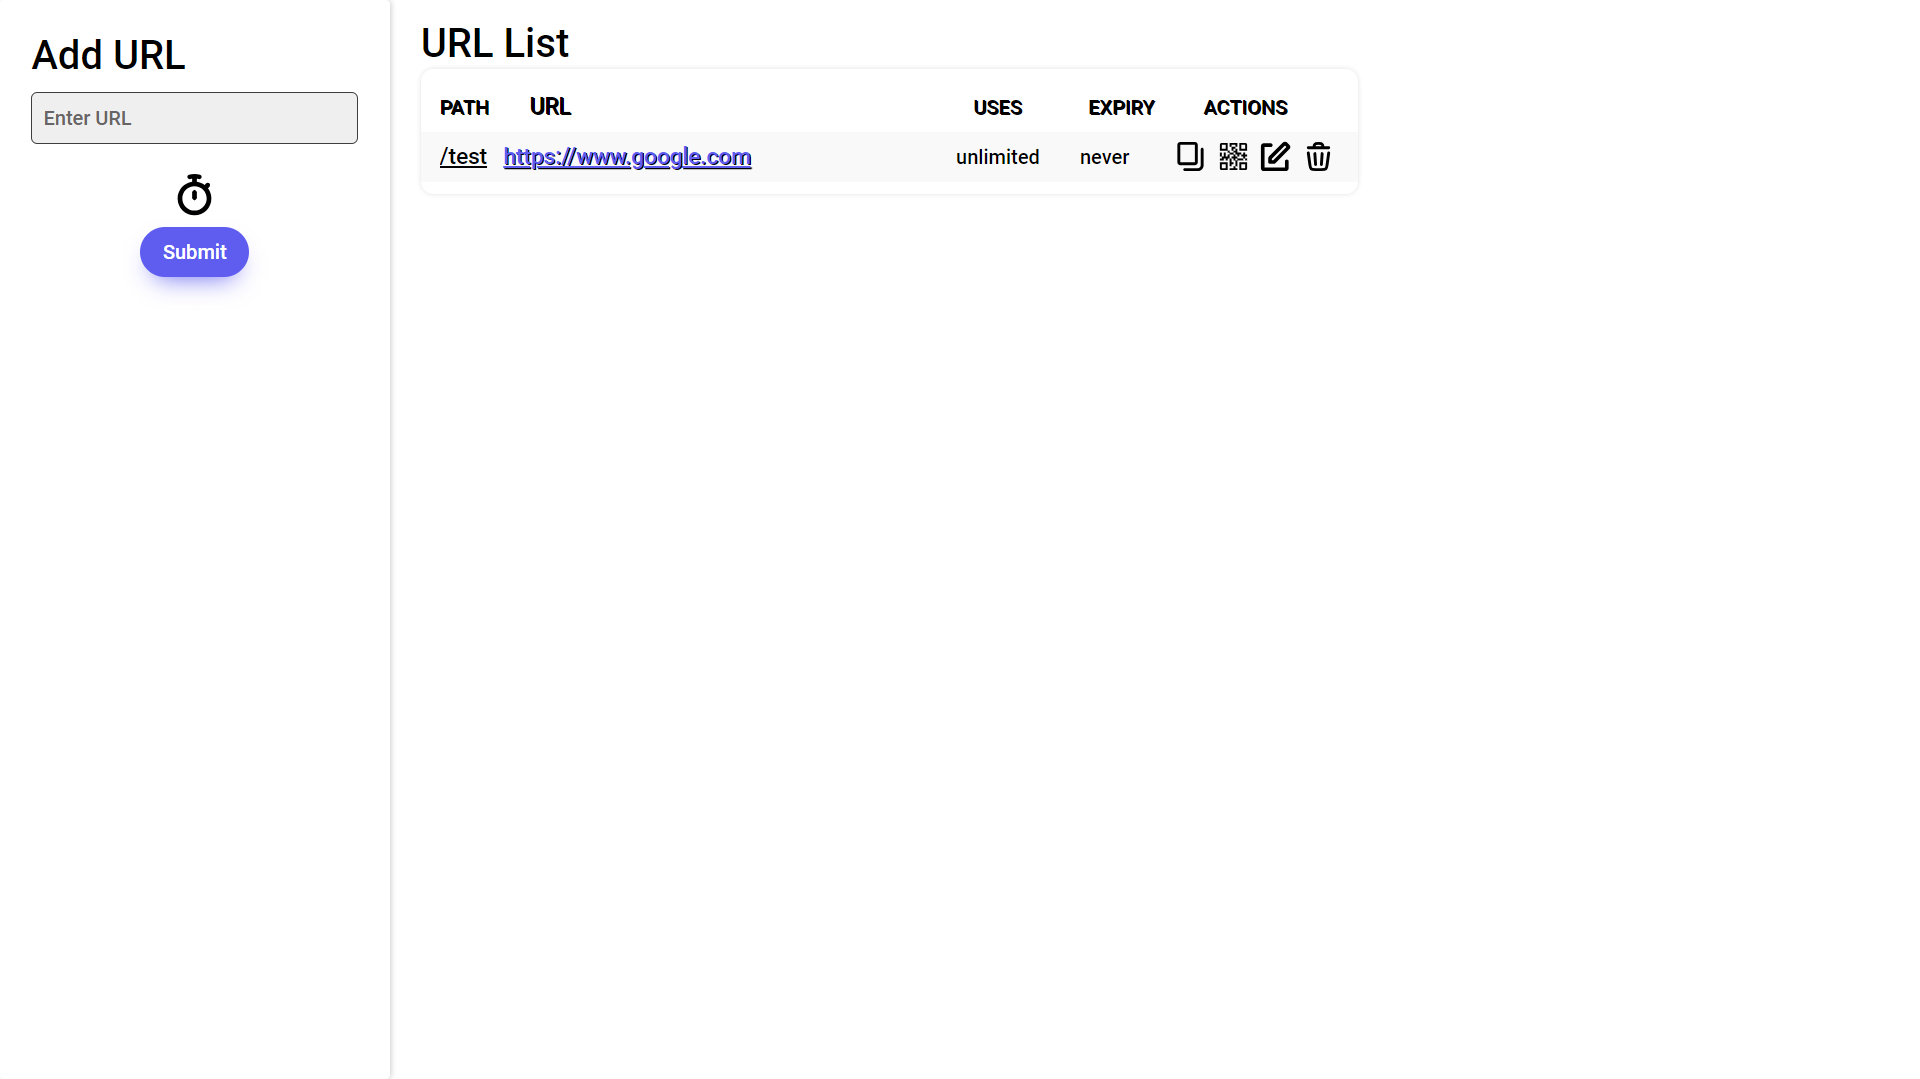 Add URL
Enter URL
Submit
URL List
PATH URL USES EXPIRY ACTIONS
/test https://www.google.com unlimited never